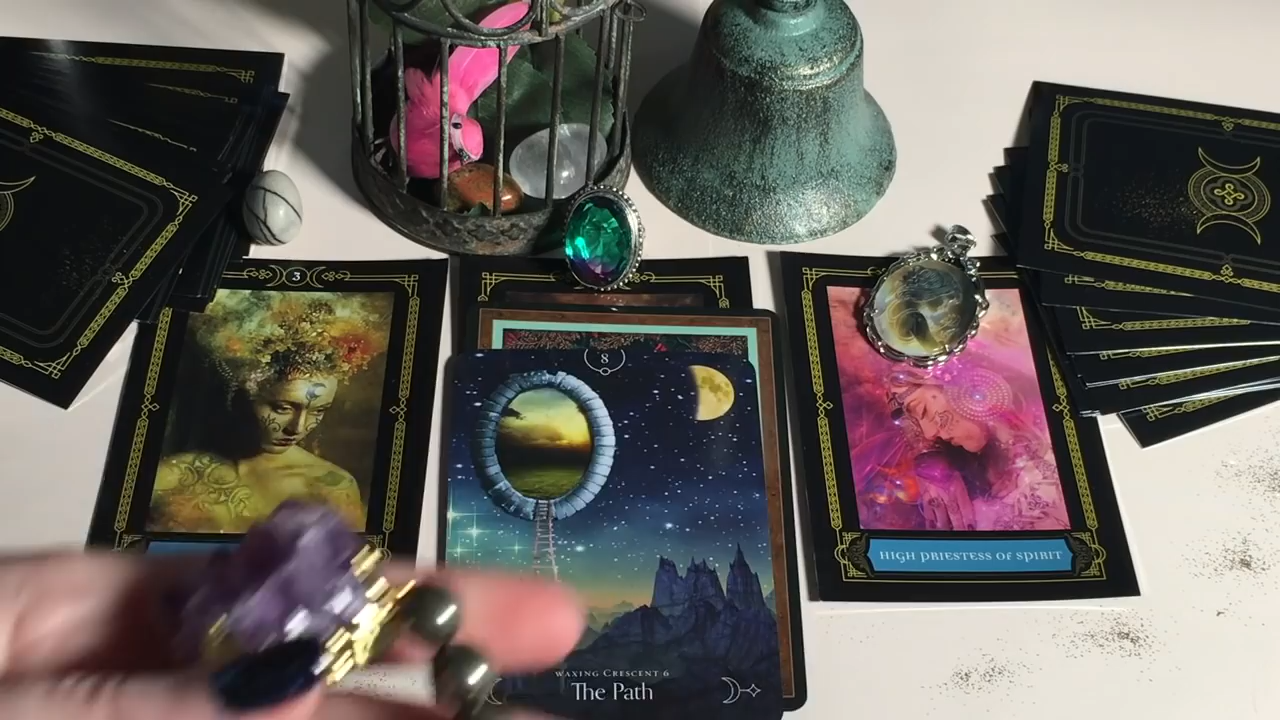 3
8
HIGH PRIESTESS OF SPIRIT
WAXING CRESCENT 6
The Path